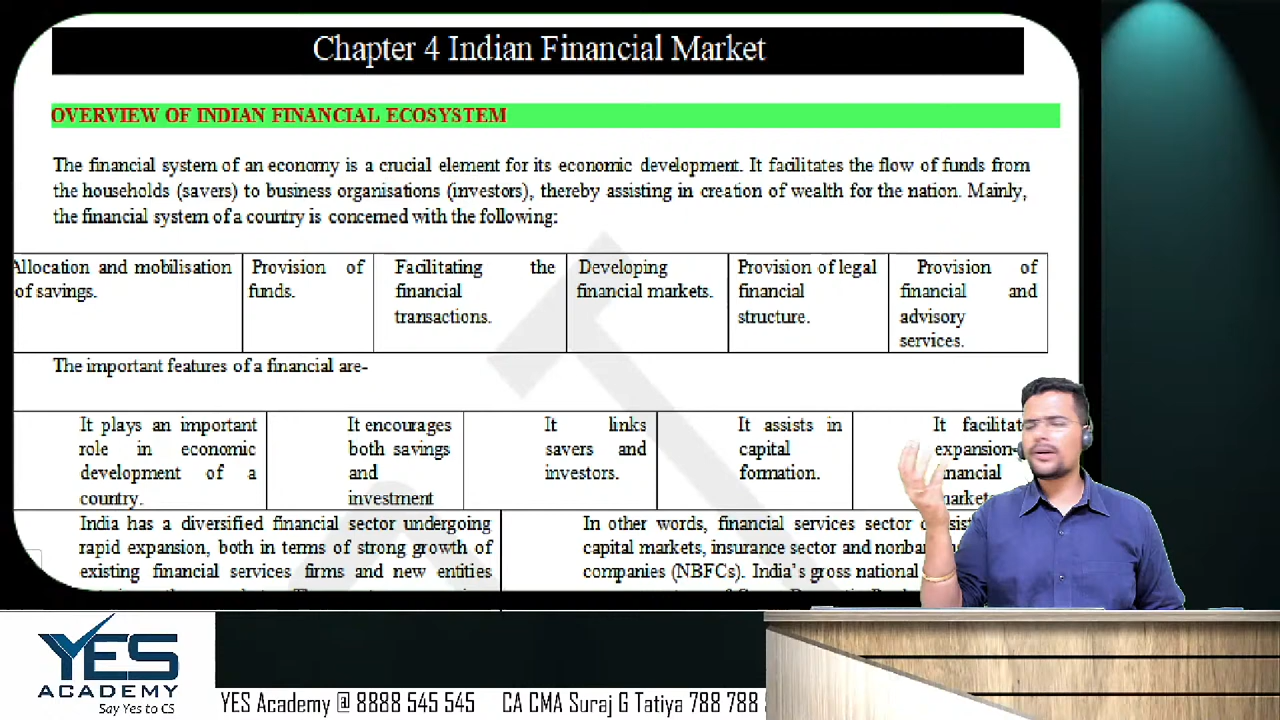 Chapter 4 Indian Financial Market
OVERVIEW OF INDIAN FINANCIAL ECOSYSTEM
The financial system of an economy is a crucial element for its economic development. It facilitates the flow of funds from
the households (savers) to business organisations (investors), thereby assisting in creation of wealth for the nation. Mainly,
the financial system of a country is concerned with the following:
Allocation and mobilisation
of savings.
Provision of
funds.
Facilitating the
financial
transactions.
Developing
financial markets.
Provision of legal
financial
structure.
Provision of
financial and
advisory
services.
The important features of a financial are-
It plays an important
role in economic
development of a
country.
It encourages
both savings
and
investment
It links
savers and
investors.
It assists in
capital
formation.
It
expansion
India has a diversified financial sector undergoing
rapid expansion, both in terms of strong growth of
existing financial services firms and new entities
In other words, financial services sector
capital markets, insurance sector and
companies (NBFCs). India's gross national
YES
ACADEMY
Say Yes to CS
YES Academy @ 8888 545 545 CA CMA Suraj G Tatiya 788 788